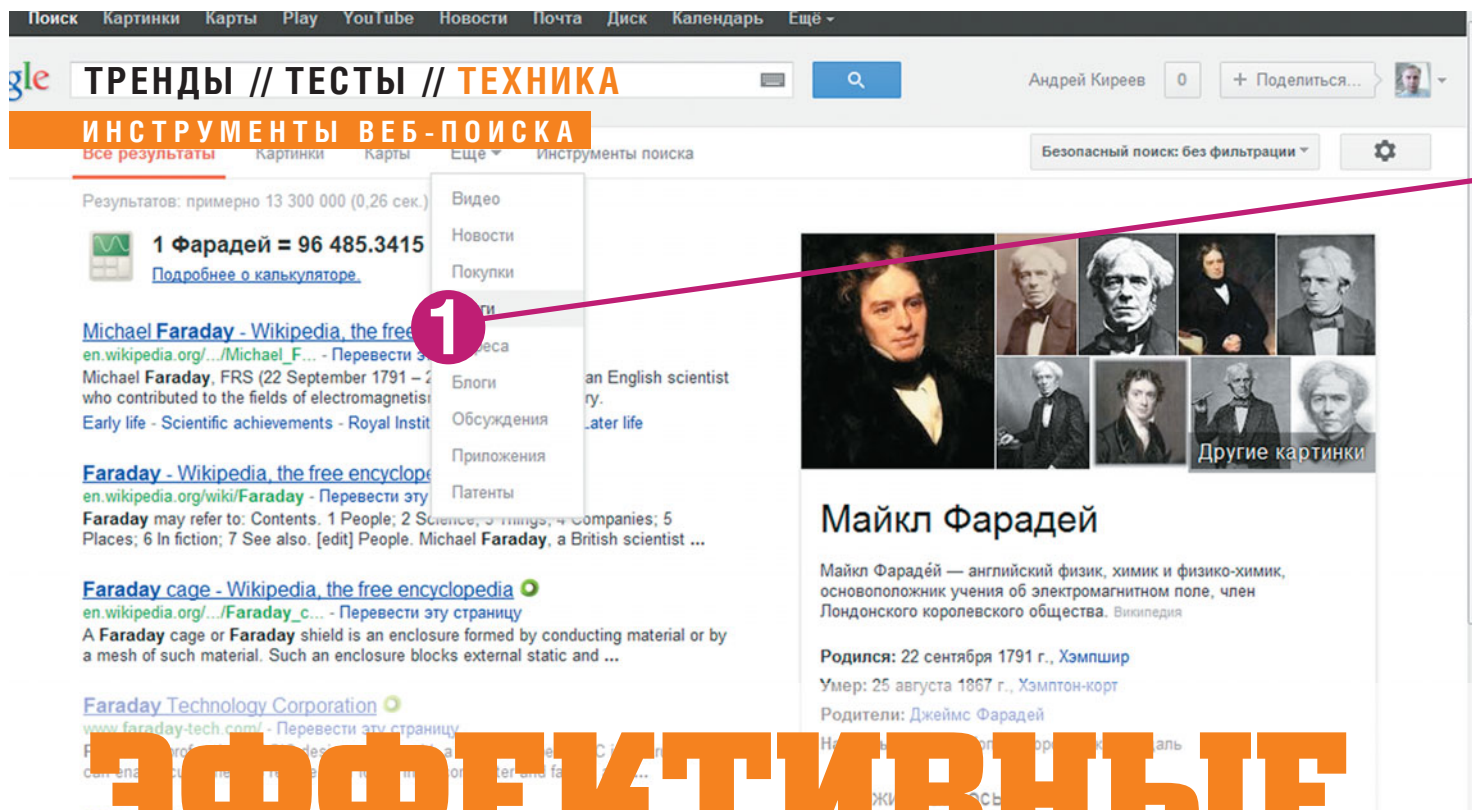 Поиск Картинки Карты Play YouTube Новости Почта Диск Календарь Ещё
gle ТРЕНДЫ // ТЕСТЫ // ТЕХНИКА Андрей Киреев 0 + Поделиться...
ИНСТРУМЕНТЫ ВЕБ-ПОИСКА
Все результаты Картинки Карты Ещё Инструменты поиска Безопасный поиск: без фильтрации
Результатов: примерно 13 300 000 (0,26 сек.)
1 Фарадей = 96 485.3415
Подробнее о калькуляторе.
Видео
Новости
Покупки
Блоги
Обсуждения
Приложения
Патенты
1
Michael Faraday - Wikipedia, the free
en.wikipedia.org/.../Michael_F... - Перевести
Michael Faraday, FRS (22 September 1791 – an English scientist
who contributed to the fields of
Early life - Scientific achievements - Royal Later life
Faraday - Wikipedia, the free
en.wikipedia.org/wiki/Faraday - Перевести эту
Faraday may refer to: Contents. 1 People; 2 Companies; 5
Places; 6 In fiction; 7 See also. [edit] People. Michael Faraday, a British scientist ...
Faraday cage - Wikipedia, the free encyclopedia
en.wikipedia.org/.../Faraday_c... - Перевести эту страницу
A Faraday cage or Faraday shield is an enclosure formed by conducting material or by
a mesh of such material. Such an enclosure blocks external static and ...
Faraday Technology Corporation
www.faraday-tech.com/ - Перевести эту страницу
Другие картинки
Майкл Фарадей
Майкл Фараде́й — английский физик, химик и физико-химик,
основоположник учения об электромагнитном поле, член
Лондонского королевского общества. Википедия
Родился: 22 сентября 1791 г., Хэмпшир
Умер: 25 августа 1867 г., Хэмптон-корт
Родители: Джеймс Фарадей
ЭФФЕКТИВНЫЕ